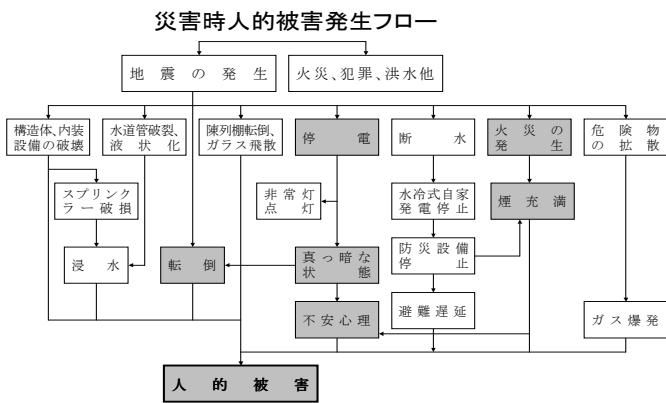 災害時人的被害発生フロー
地震の発生
火災、犯罪、洪水他
構造体、内装
設備の破壊
水道管破裂、
液状化
陳列棚転倒、
ガラス飛散
停電
断水
火災の
発生
危険物
の拡散
スプリンク
ラー破損
非常灯
点灯
水冷式自家
発電停止
煙充満
浸水
転倒
真っ暗な
状態
防災設備
停止
不安心理
避難遅延
ガス爆発
人的被害